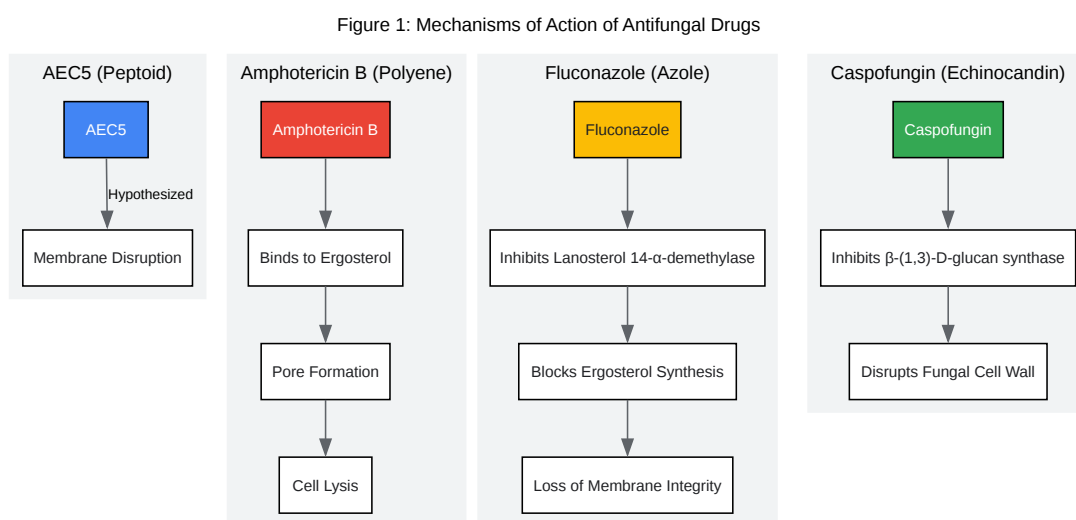 Figure 1: Mechanisms of Action of Antifungal Drugs
AEC5 (Peptoid)
AEC5
Hypothesized
Membrane Disruption
Amphotericin B (Polyene)
Amphotericin B
Binds to Ergosterol
Pore Formation
Cell Lysis
Fluconazole (Azole)
Fluconazole
Inhibits Lanosterol 14-α-demethylase
Blocks Ergosterol Synthesis
Loss of Membrane Integrity
Caspofungin (Echinocandin)
Caspofungin
Inhibits β-(1,3)-D-glucan synthase
Disrupts Fungal Cell Wall